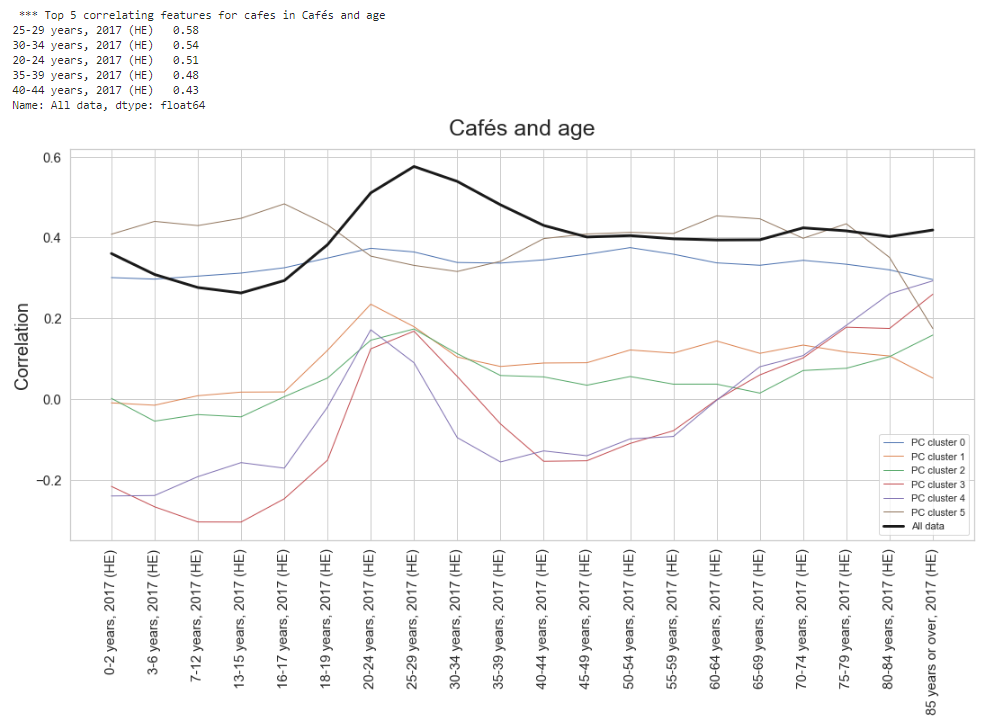 *** Top 5 correlating features for cafes in Cafés and age
25-29 years, 2017 (HE) 0.58
30-34 years, 2017 (HE) 0.54
20-24 years, 2017 (HE) 0.51
35-39 years, 2017 (HE) 0.48
40-44 years, 2017 (HE) 0.43
Name: All data, dtype: float64
Cafés and age
Correlation
0.6
0.4
0.2
0.0
−0.2
PC cluster 0
PC cluster 1
PC cluster 2
PC cluster 3
PC cluster 4
PC cluster 5
All data
0-2 years, 2017 (HE)
3-6 years, 2017 (HE)
7-12 years, 2017 (HE)
13-15 years, 2017 (HE)
16-17 years, 2017 (HE)
18-19 years, 2017 (HE)
20-24 years, 2017 (HE)
25-29 years, 2017 (HE)
30-34 years, 2017 (HE)
35-39 years, 2017 (HE)
40-44 years, 2017 (HE)
45-49 years, 2017 (HE)
50-54 years, 2017 (HE)
55-59 years, 2017 (HE)
60-64 years, 2017 (HE)
65-69 years, 2017 (HE)
70-74 years, 2017 (HE)
75-79 years, 2017 (HE)
80-84 years, 2017 (HE)
85 years or over, 2017 (HE)